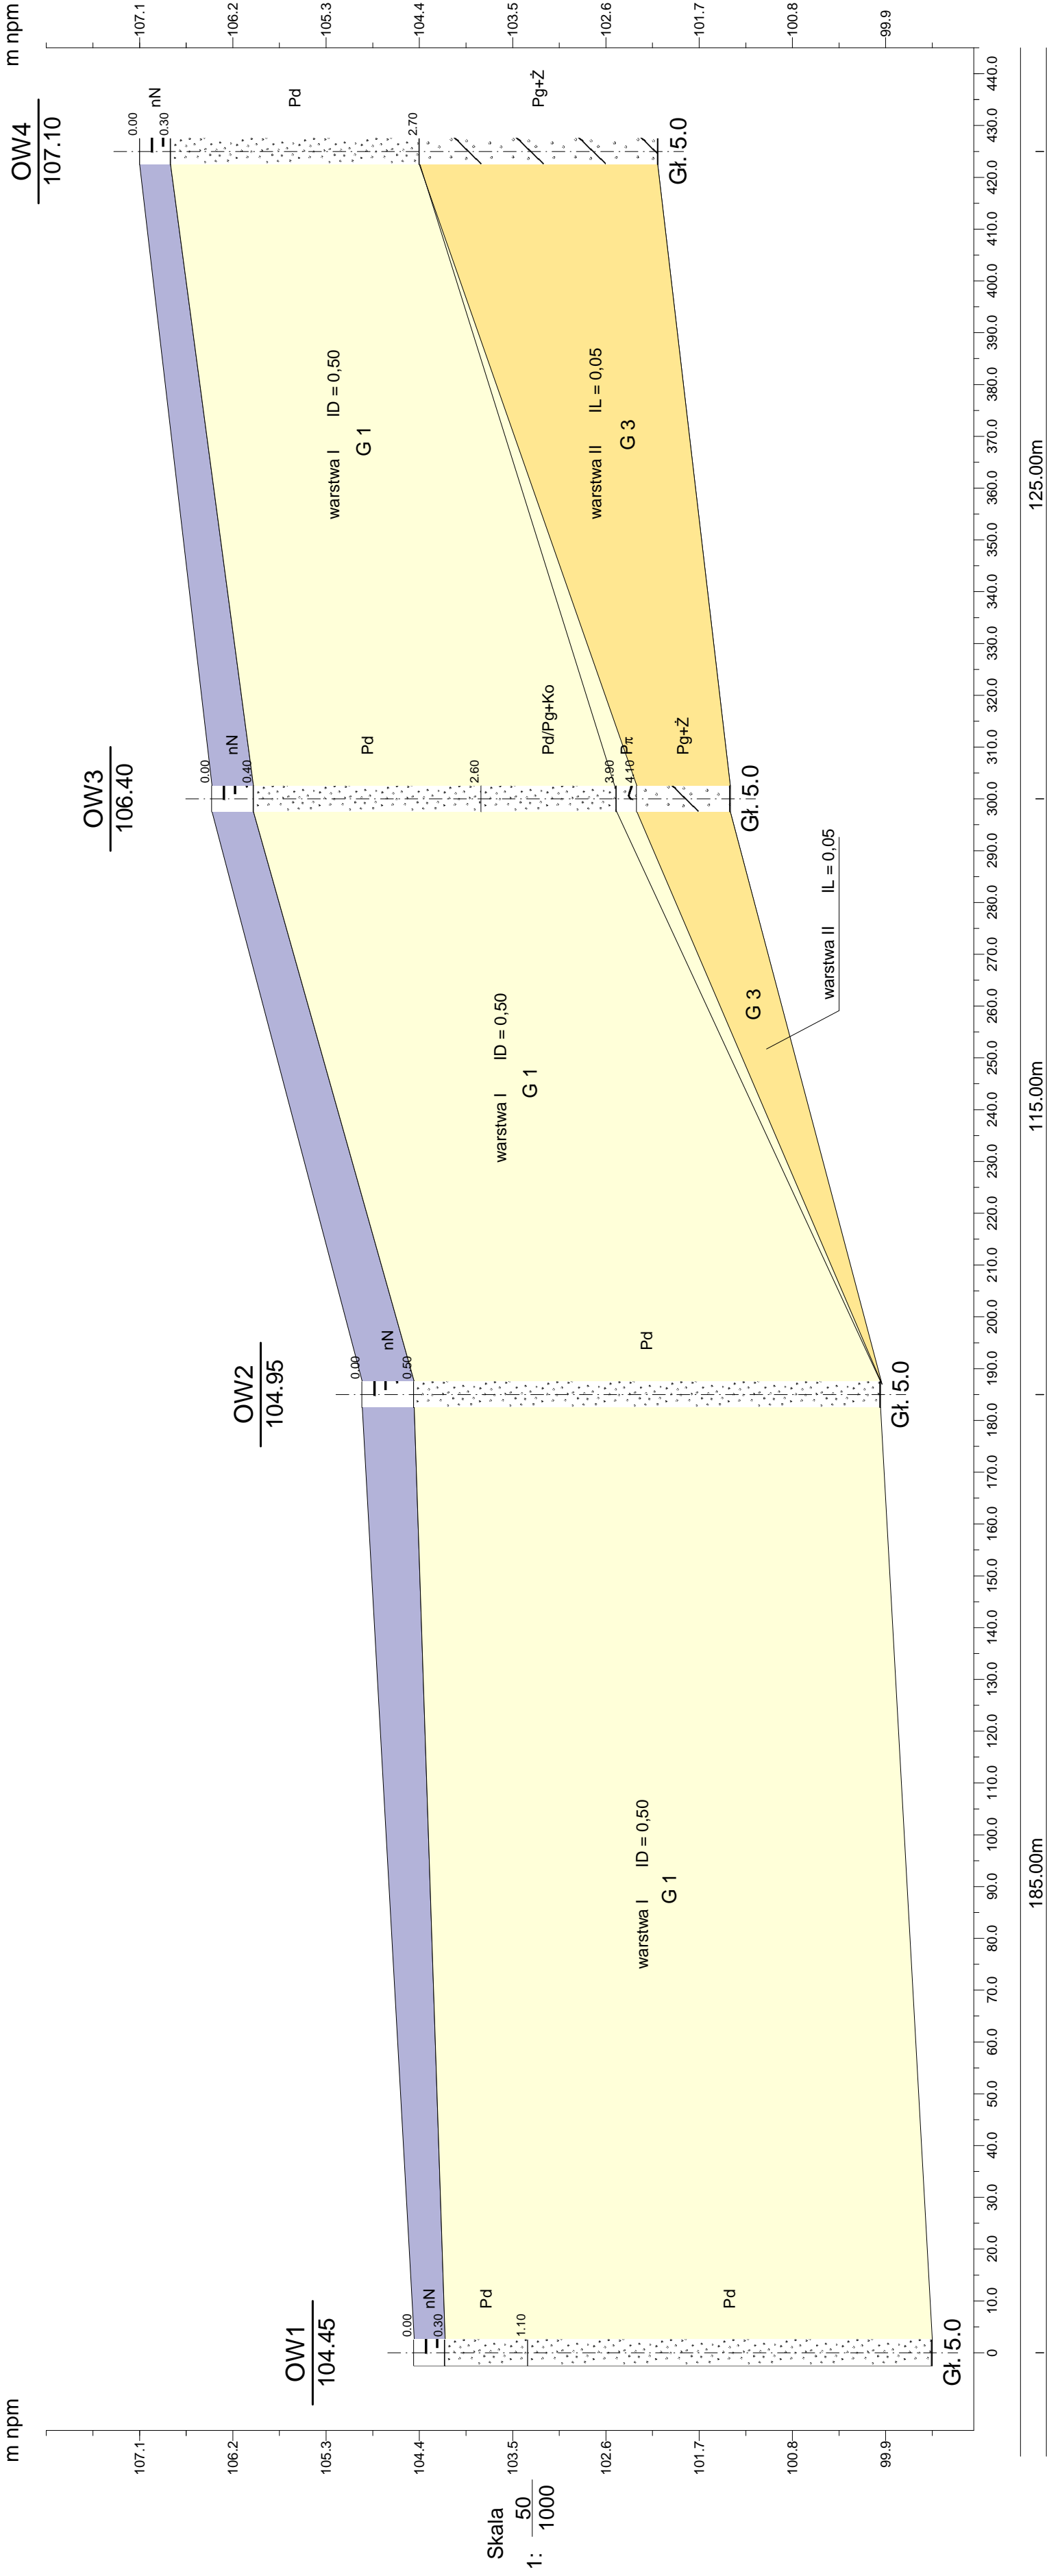 m npm
107.1
106.2
105.3
104.4
103.5
102.6
101.7
100.8
99.9
Skala
1: 50
1000
OW1
104.45
0.00
nN
0.30
Pd
1.10
Pd
Gł. 5.0
warstwa I ID = 0,50
G 1
OW2
104.95
0.00
nN
0.50
Pd
Gł. 5.0
warstwa I ID = 0,50
G 1
G 3
warstwa II IL = 0,05
OW3
106.40
0.00
nN
0.40
Pd
2.60
Pd/Pg+Ko
3.90
Pπ
4.10
Pg+Ż
Gł. 5.0
warstwa I ID = 0,50
G 1
warstwa II IL = 0,05
G 3
OW4
107.10
0.00
nN
0.30
Pd
2.70
Pg+Ż
Gł. 5.0
m npm
107.1
106.2
105.3
104.4
103.5
102.6
101.7
100.8
99.9
0 10.0 20.0 30.0 40.0 50.0 60.0 70.0 80.0 90.0 100.0 110.0 120.0 130.0 140.0 150.0 160.0 170.0 180.0 190.0 200.0 210.0 220.0 230.0 240.0 250.0 260.0 270.0 280.0 290.0 300.0 310.0 320.0 330.0 340.0 350.0 360.0 370.0 380.0 390.0 400.0 410.0 420.0 430.0 440.0
185.00m 115.00m 125.00m